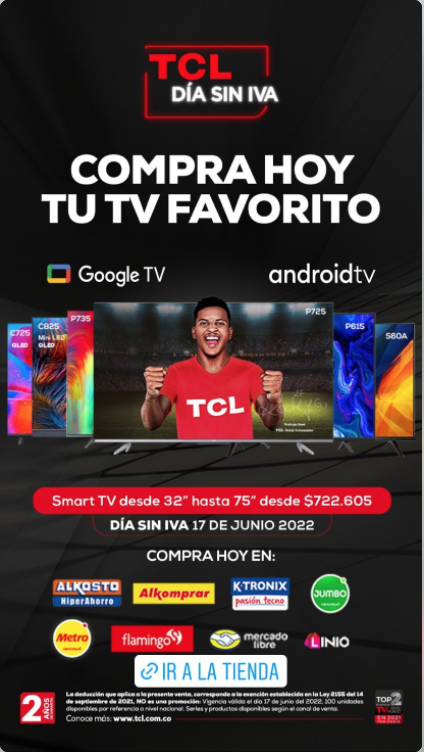 TCL
DÍA SIN IVA
COMPRA HOY
TU TV FAVORITO
Google TV
androidtv
C725
QLED
C825
Mini LED
QLED
P735
P725
P615
S60A
TCL
Smart TV desde 32" hasta 75" desde $722.605
DÍA SIN IVA 17 DE JUNIO 2022
COMPRA HOY EN:
ALKOSTO
HiperAhorro
Alkomprar
K-TRONIX
pasión tecno
JUMBO
Metro
flamingo
mercado
libre
LINIO
IR A LA TIENDA
2 AÑOS
La deducción que aplica a la presente venta, corresponde a la exención establecida en la Ley 2155 del 14
de septiembre de 2021, NO es una promoción: Vigencia válido el día 17 de junio de 2022, 100 unidades
disponibles por referencia a nivel nacional. Series y productos disponibles según el canal de venta.
Conoce más: www.tcl.com.co
TOP 2
TV